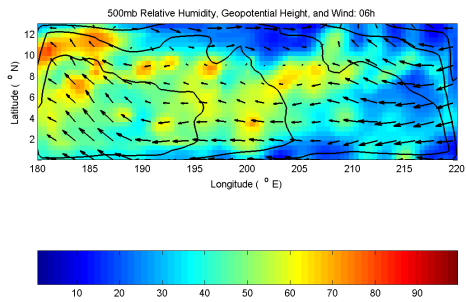 500mb Relative Humidity, Geopotential Height, and Wind: 06h
12
10
8
6
4
2
Latitude ( ° N)
180 185 190 195 200 205 210 215 220
Longitude ( ° E)
10 20 30 40 50 60 70 80 90